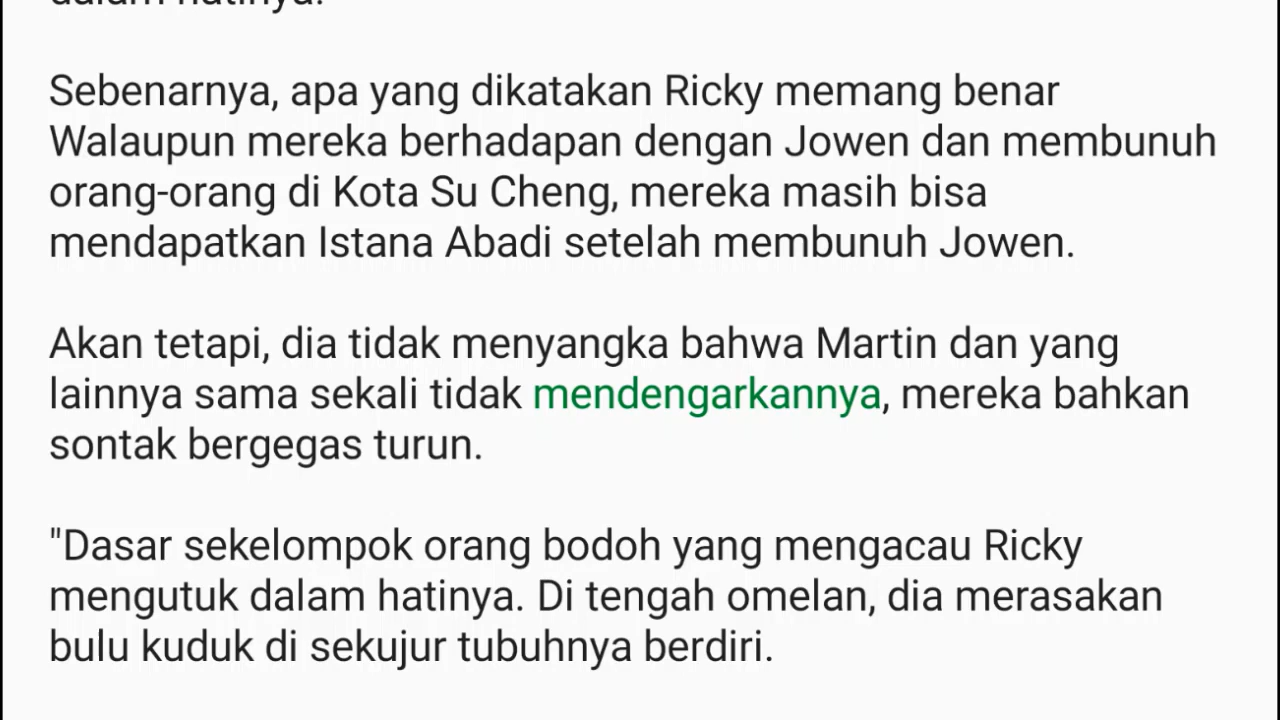 dalam hatinya.
Sebenarnya, apa yang dikatakan Ricky memang benar
Walaupun mereka berhadapan dengan Jowen dan membunuh
orang-orang di Kota Su Cheng, mereka masih bisa
mendapatkan Istana Abadi setelah membunuh Jowen.
Akan tetapi, dia tidak menyangka bahwa Martin dan yang
lainnya sama sekali tidak mendengarkannya, mereka bahkan
sontak bergegas turun.
"Dasar sekelompok orang bodoh yang mengacau Ricky
mengutuk dalam hatinya. Di tengah omelan, dia merasakan
bulu kuduk di sekujur tubuhnya berdiri.